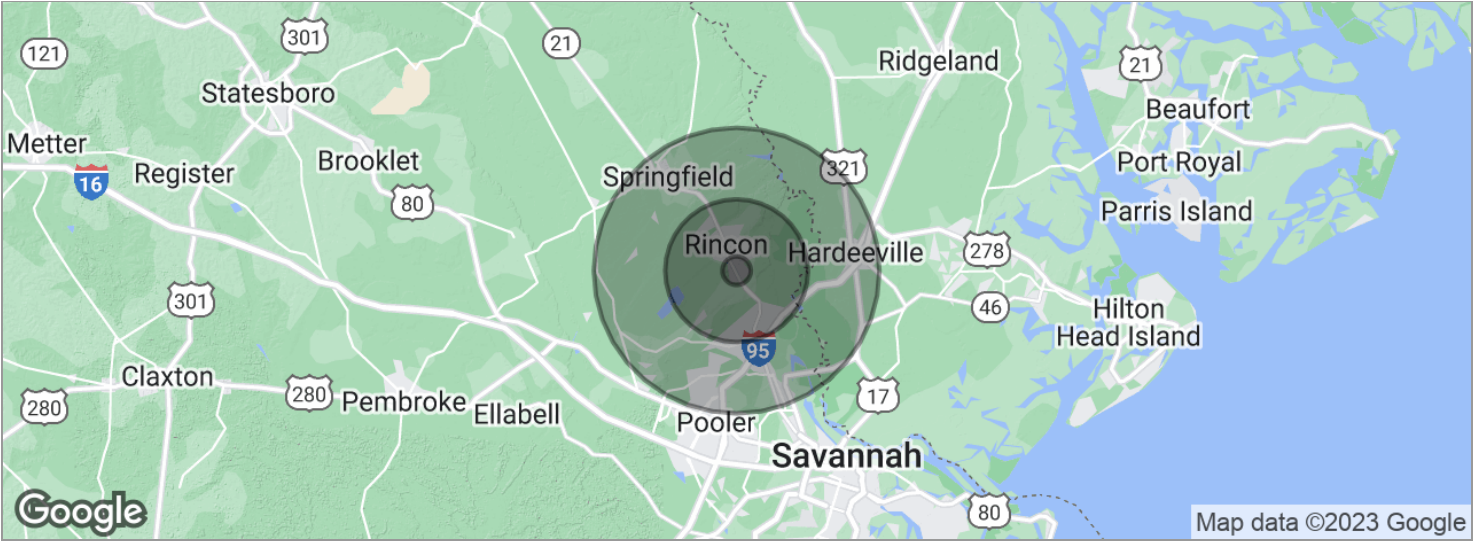 301
121
21
Ridgeland
21
Statesboro
Beaufort
Metter
Register
Brooklet
Springfield
321
Port Royal
16
80
Parris Island
Rincon
Hardeeville
278
301
46
Hilton
Head Island
95
Claxton
280
280
Pembroke
Ellabell
17
Pooler
Savannah
80
Google
Map data ©2023 Google